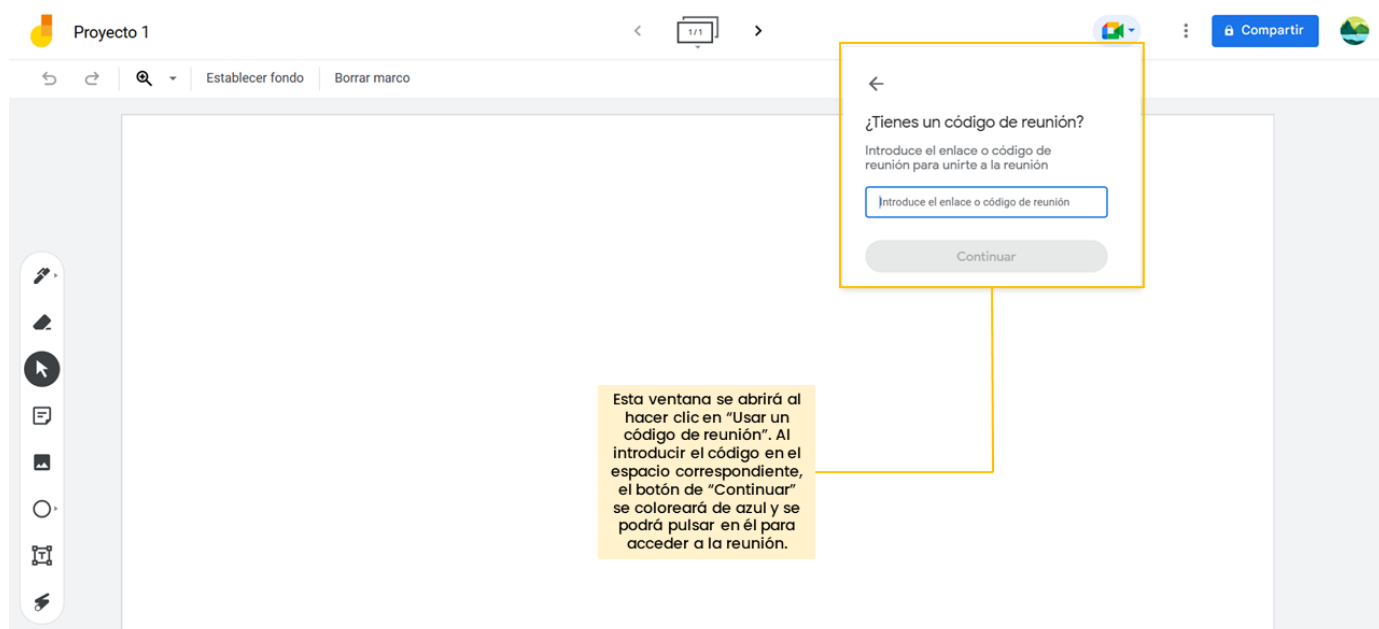 Proyecto 1
1/1
Compartir
Establecer fondo
Borrar marco
¿Tienes un código de reunión?
Introduce el enlace o código de
reunión para unirte a la reunión
Introduce el enlace o código de reunión
Continuar
Esta ventana se abrirá al
hacer clic en “Usar un
código de reunión”. Al
introducir el código en el
espacio correspondiente,
el botón de “Continuar”
se coloreará de azul y se
podrá pulsar en él para
acceder a la reunión.
T